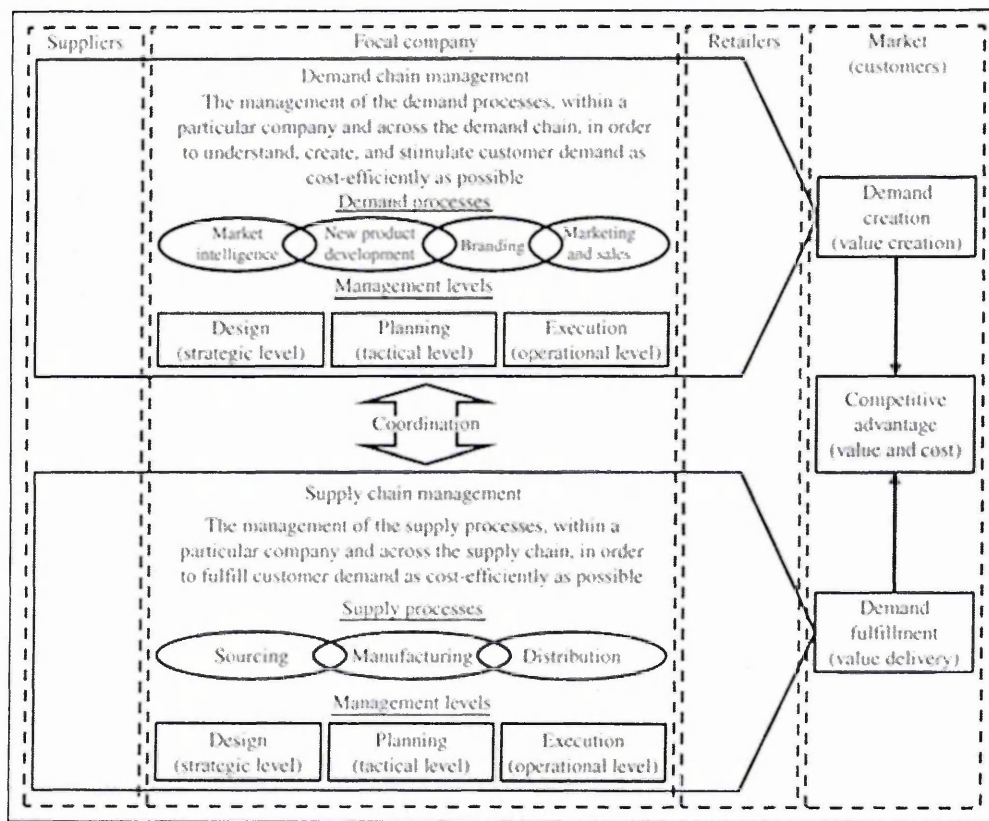 Suppliers
Focal company
Retailers
Market
(customers)
Demand chain management
The management of the demand processes, within a
particular company and across the demand chain, in order
to understand, create, and stimulate customer demand as
cost-efficiently as possible
Demand processes
Market
intelligence
New product
development
Branding
Marketing
and sales
Management levels
Design
(strategic level)
Planning
(tactical level)
Execution
(operational level)
Demand
creation
(value creation)
Coordination
Competitive
advantage
(value and cost)
Supply chain management
The management of the supply processes, within a
particular company and across the supply chain, in order
to fulfill customer demand as cost-efficiently as possible
Supply processes
Sourcing
Manufacturing
Distribution
Management levels
Design
(strategic level)
Planning
(tactical level)
Execution
(operational level)
Demand
fulfillment
(value delivery)